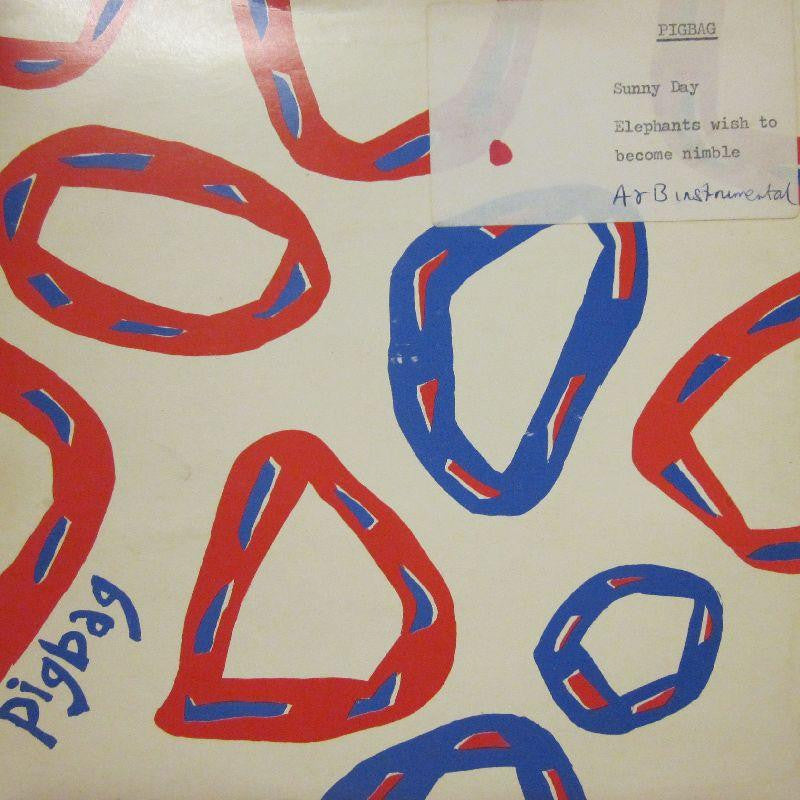 PIGBAG
Sunny Day
Elephants wish to
become nimble
A & B instrumental
pigbag